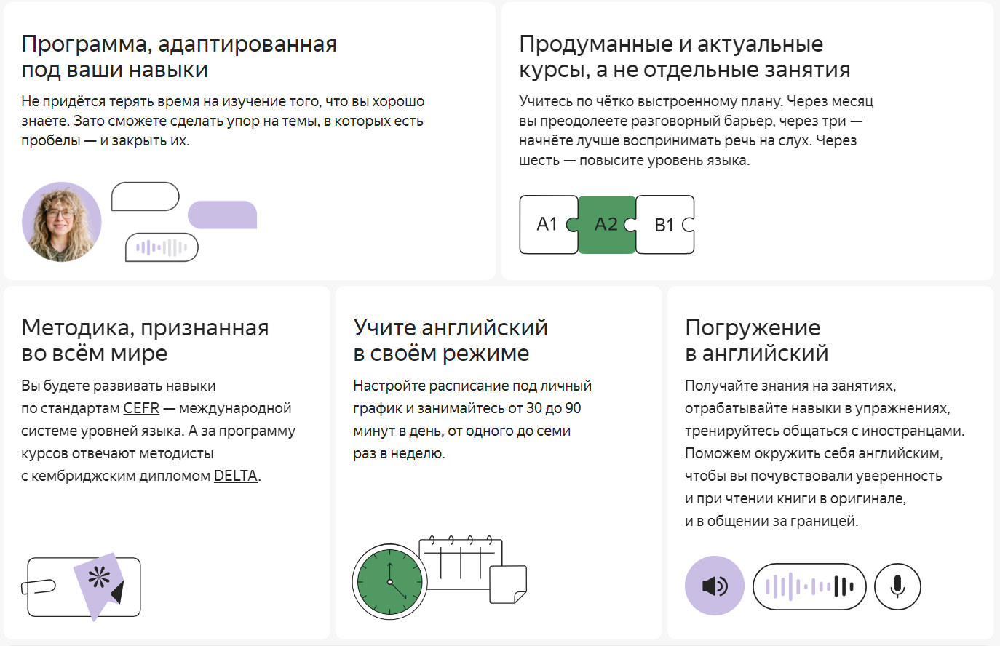 Программа, адаптированная
под ваши навыки
Не придётся терять время на изучение того, что вы хорошо
знаете. Зато сможете сделать упор на темы, в которых есть
пробелы — и закрыть их.
Продуманные и актуальные
курсы, а не отдельные занятия
Учитесь по чётко выстроенному плану. Через месяц
вы преодолеете разговорный барьер, через три —
начнёте лучше воспринимать речь на слух. Через
шесть — повысите уровень языка.
A1 A2 B1
Методика, признанная
во всём мире
Вы будете развивать навыки
по стандартам CEFR — международной
системе уровней языка. А за программу
курсов отвечают методисты
с кембриджским дипломом DELTA.
Учите английский
в своём режиме
Настройте расписание под личный
график и занимайтесь от 30 до 90
минут в день, от одного до семи
раз в неделю.
Погружение
в английский
Получайте знания на занятиях,
отрабатывайте навыки в упражнениях,
тренируйтесь общаться с иностранцами.
Поможем окружить себя английским,
чтобы вы почувствовали уверенность
и при чтении книги в оригинале,
и в общении за границей.